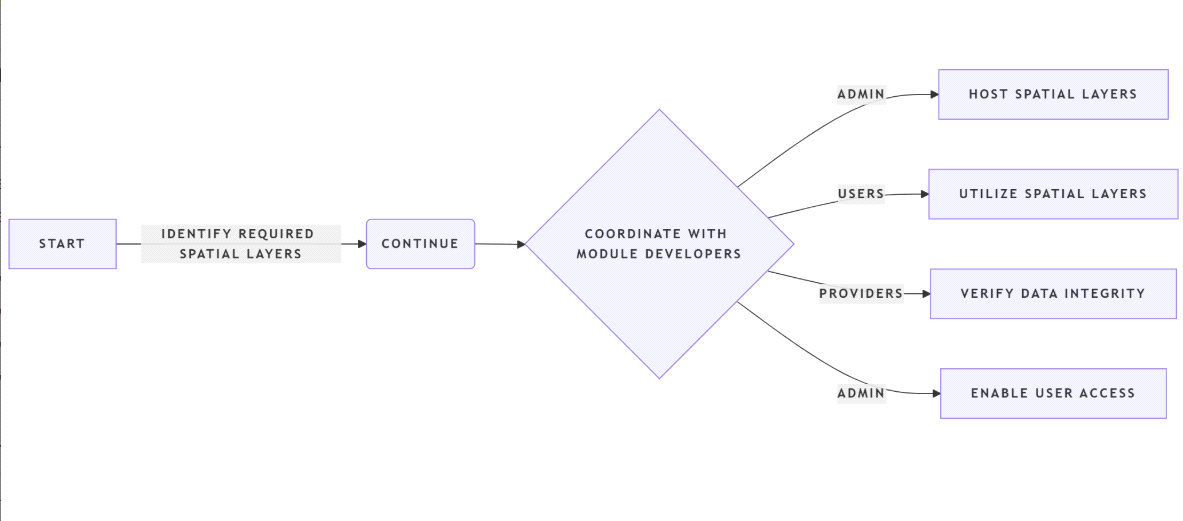 START
IDENTIFY REQUIRED
SPATIAL LAYERS
CONTINUE
COORDINATE WITH
MODULE DEVELOPERS
ADMIN
HOST SPATIAL LAYERS
USERS
UTILIZE SPATIAL LAYERS
PROVIDERS
VERIFY DATA INTEGRITY
ADMIN
ENABLE USER ACCESS